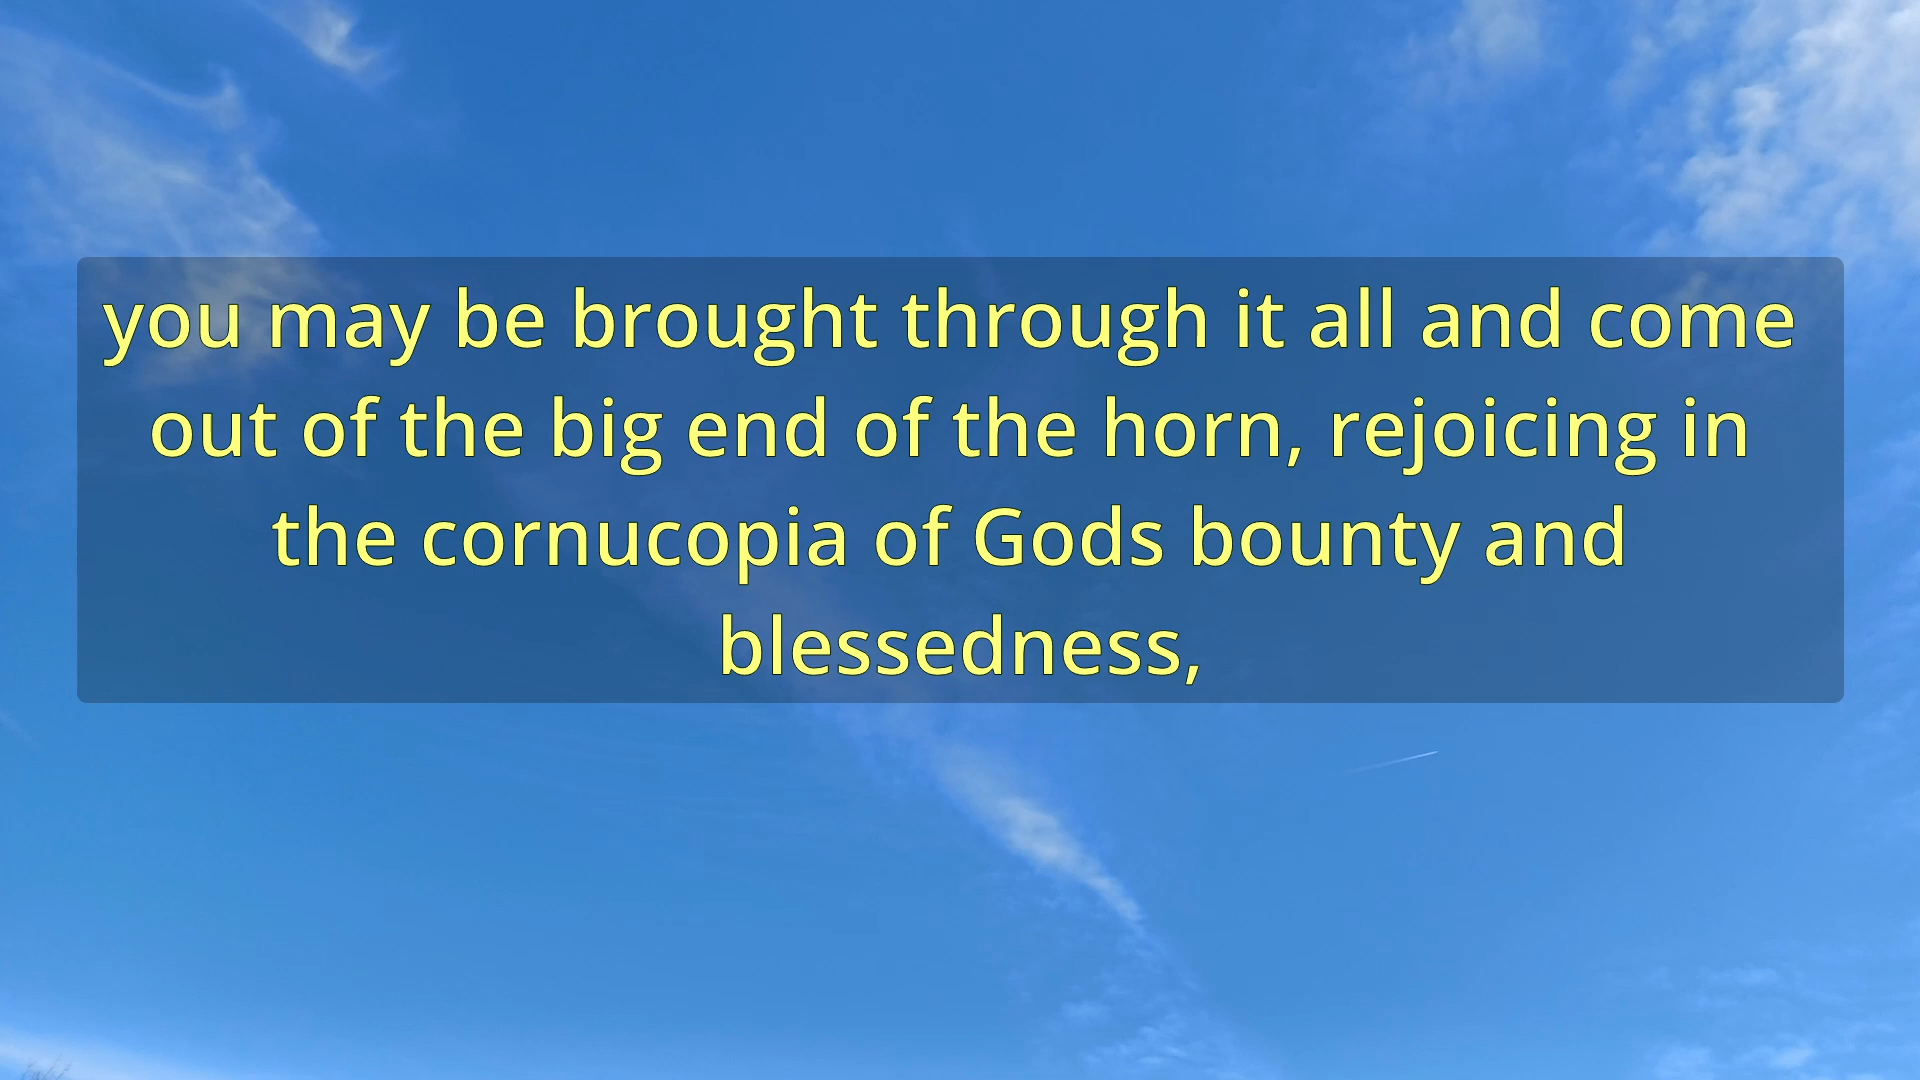 you may be brought through it all and come
out of the big end of the horn, rejoicing in
the cornucopia of Gods bounty and
blessedness,